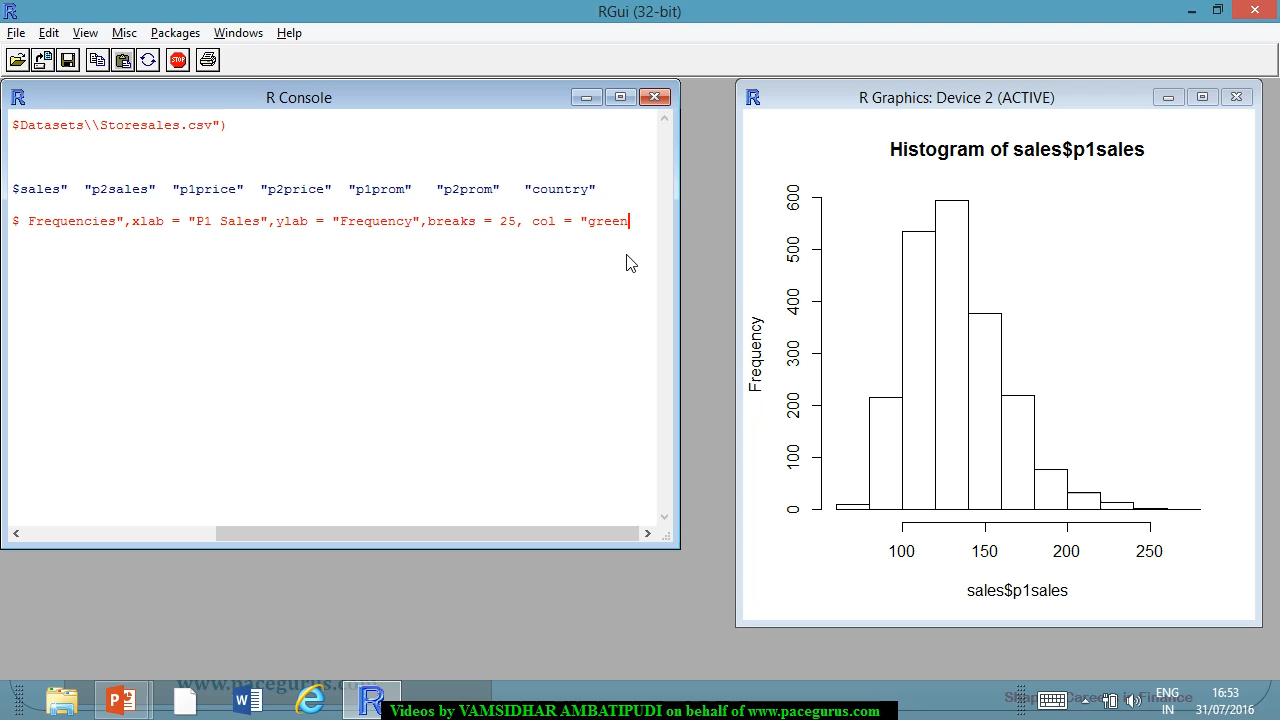 RGui (32-bit)
File Edit View Misc Packages Windows Help
STOP
R Console
$Datasets\\Storesales.csv")
$sales" "p2sales" "p1price" "p2price" "p1prom" "p2prom" "country"
$ Frequencies",xlab = "P1 Sales",ylab = "Frequency",breaks = 25, col = "green
R Graphics: Device 2 (ACTIVE)
Histogram of sales$p1sales
Frequency
0 100 200 300 400 500 600
100 150 200 250
sales$p1sales
www.pacegurus.com
ENG
IN
16:53
31/07/2016
Videos by VAMSIDHAR AMBATIPUDI on behalf of www.pacegurus.com